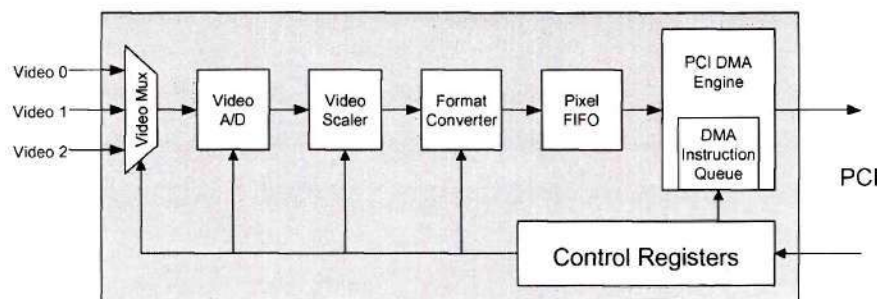 Video 0
Video 1
Video 2
Video Mux
Video
A/D
Video
Scaler
Format
Converter
Pixel
FIFO
PCI DMA
Engine
DMA
Instruction
Queue
PCI
Control Registers